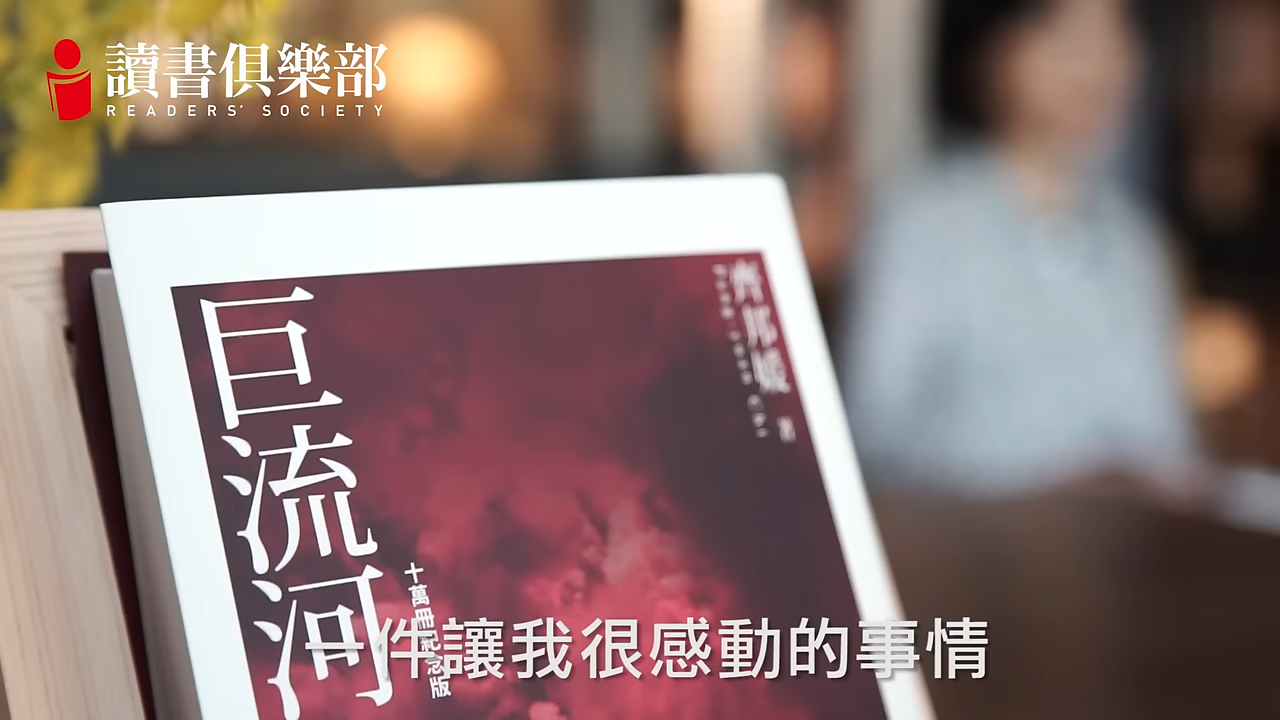 讀書俱樂部
READERS' SOCIETY
巨流河
齊邦媛 著
十萬冊紀念版
一件讓我很感動的事情